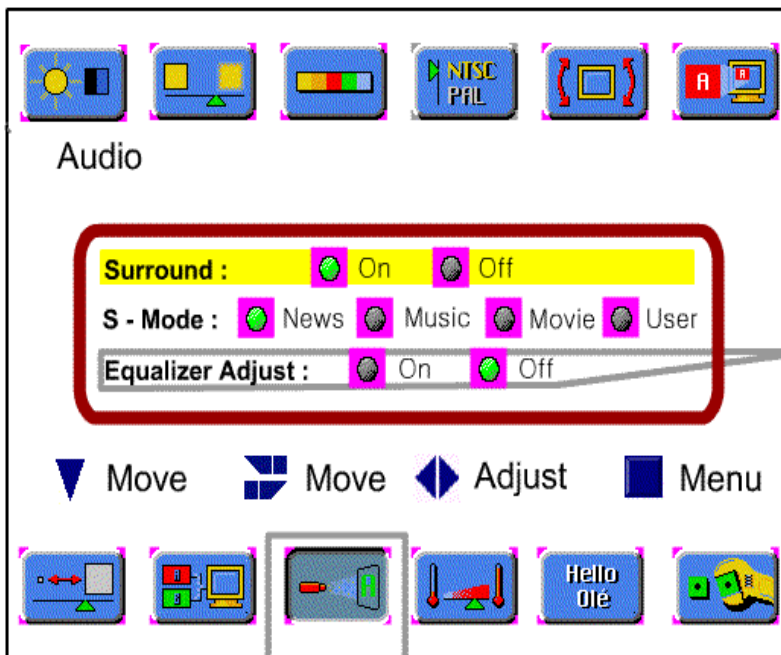 NTSC
PAL
A A
Audio
Surround : On Off
S - Mode : News Music Movie User
Equalizer Adjust : On Off
Move Move Adjust Menu
Hello
Olé